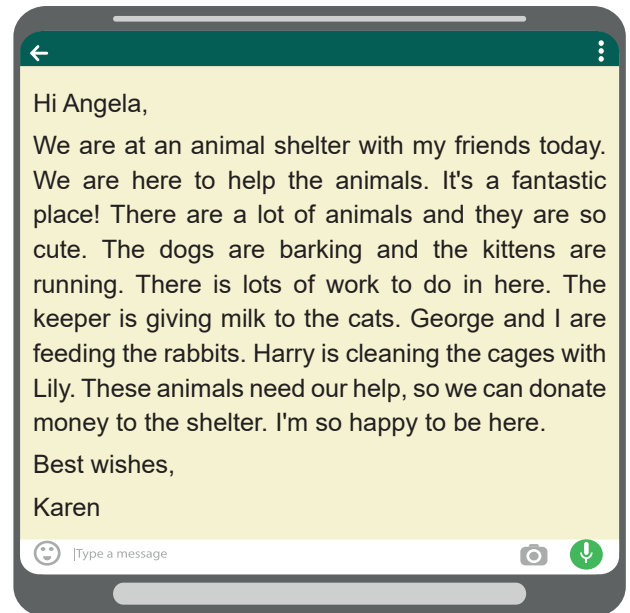 Hi Angela,
We are at an animal shelter with my friends today.
We are here to help the animals. It's a fantastic
place! There are a lot of animals and they are so
cute. The dogs are barking and the kittens are
running. There is lots of work to do in here. The
keeper is giving milk to the cats. George and I are
feeding the rabbits. Harry is cleaning the cages with
Lily. These animals need our help, so we can donate
money to the shelter. I'm so happy to be here.
Best wishes,
Karen
Type a message